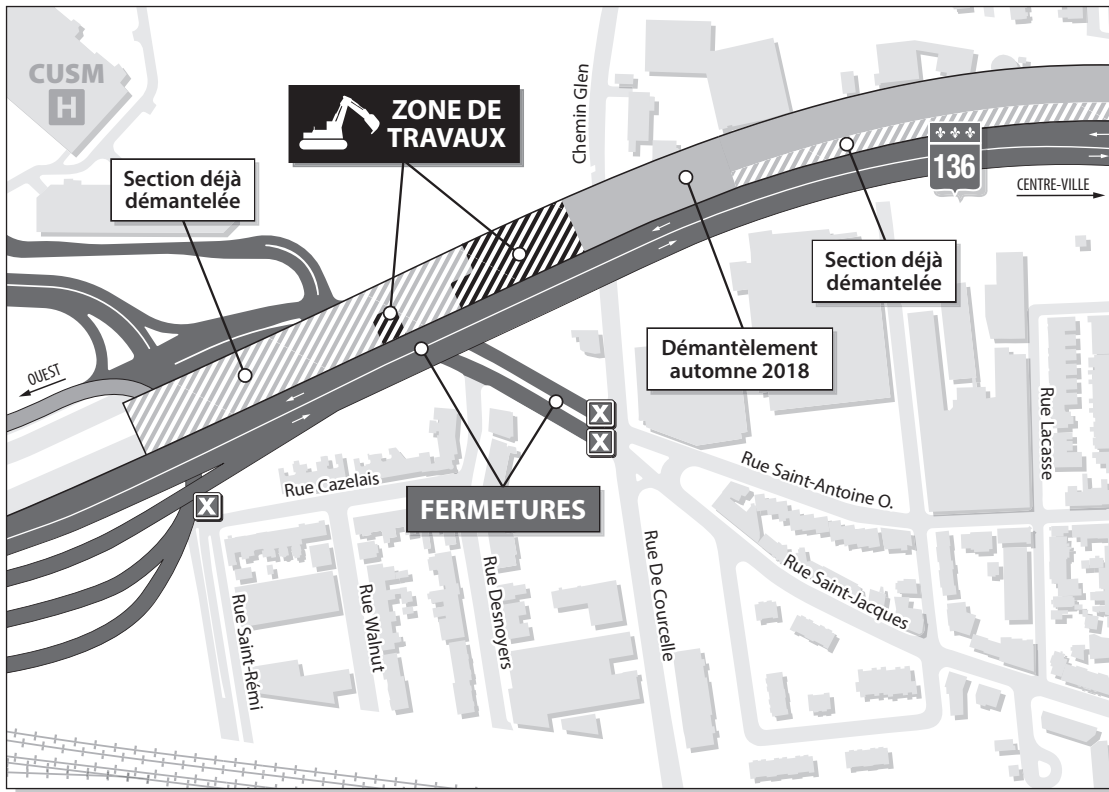 CUSM
H
ZONE DE
TRAVAUX
Chemin Glen
136
CENTRE-VILLE
Section déjà
démantelée
Section déjà
démantelée
Démantèlement
automne 2018
OUEST
X
X
X
FERMETURES
Rue Cazelais
Rue Saint-Antoine O.
Rue Lacasse
Rue Saint-Jacques
Rue De Courcelle
Rue Desnoyers
Rue Walnut
Rue Saint-Rémi